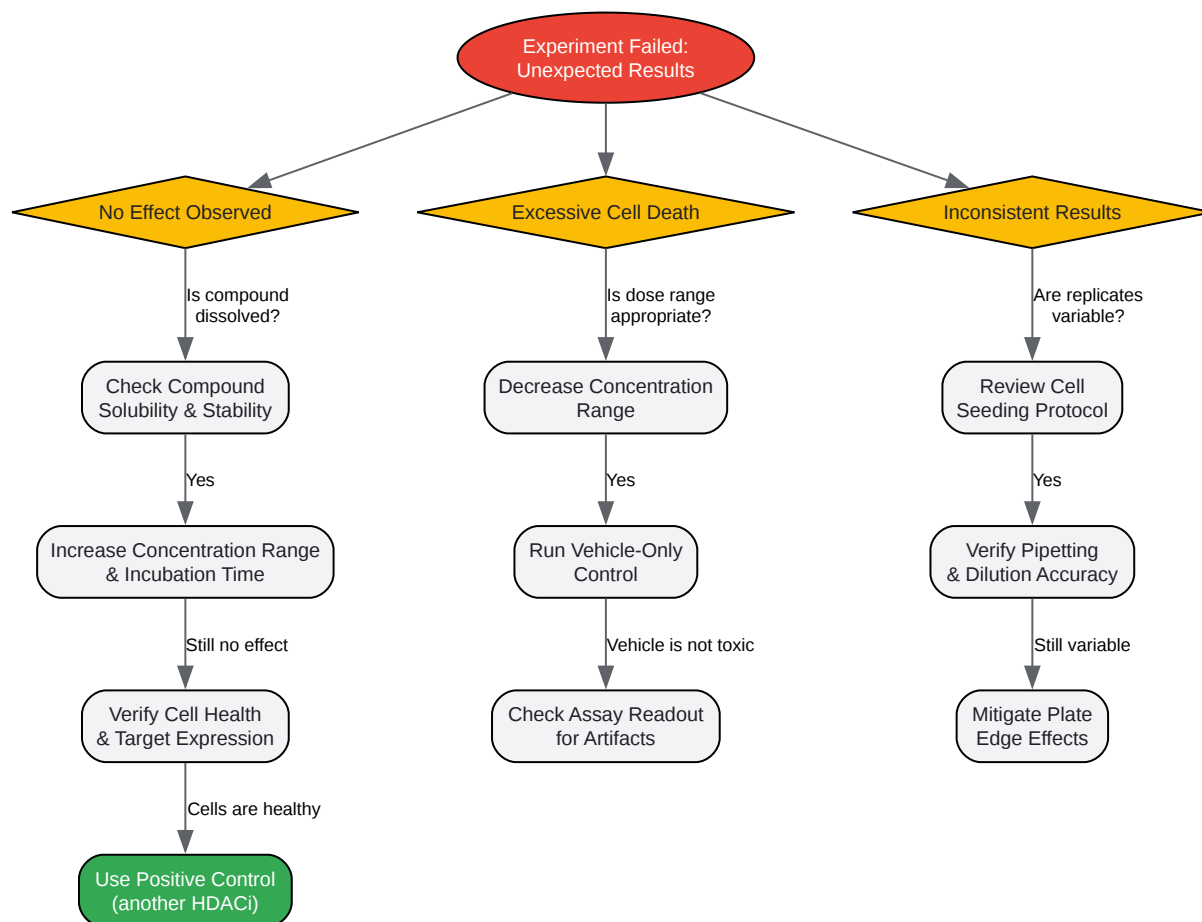 Experiment Failed:
Unexpected Results
No Effect Observed
Excessive Cell Death
Inconsistent Results
Is compound
dissolved?
Is dose range
appropriate?
Are replicates
variable?
Check Compound
Solubility & Stability
Decrease Concentration
Range
Review Cell
Seeding Protocol
Yes
Yes
Yes
Increase Concentration Range
& Incubation Time
Run Vehicle-Only
Control
Verify Pipetting
& Dilution Accuracy
Still no effect
Vehicle is not toxic
Still variable
Verify Cell Health
& Target Expression
Check Assay Readout
for Artifacts
Mitigate Plate
Edge Effects
Cells are healthy
Use Positive Control
(another HDACi)